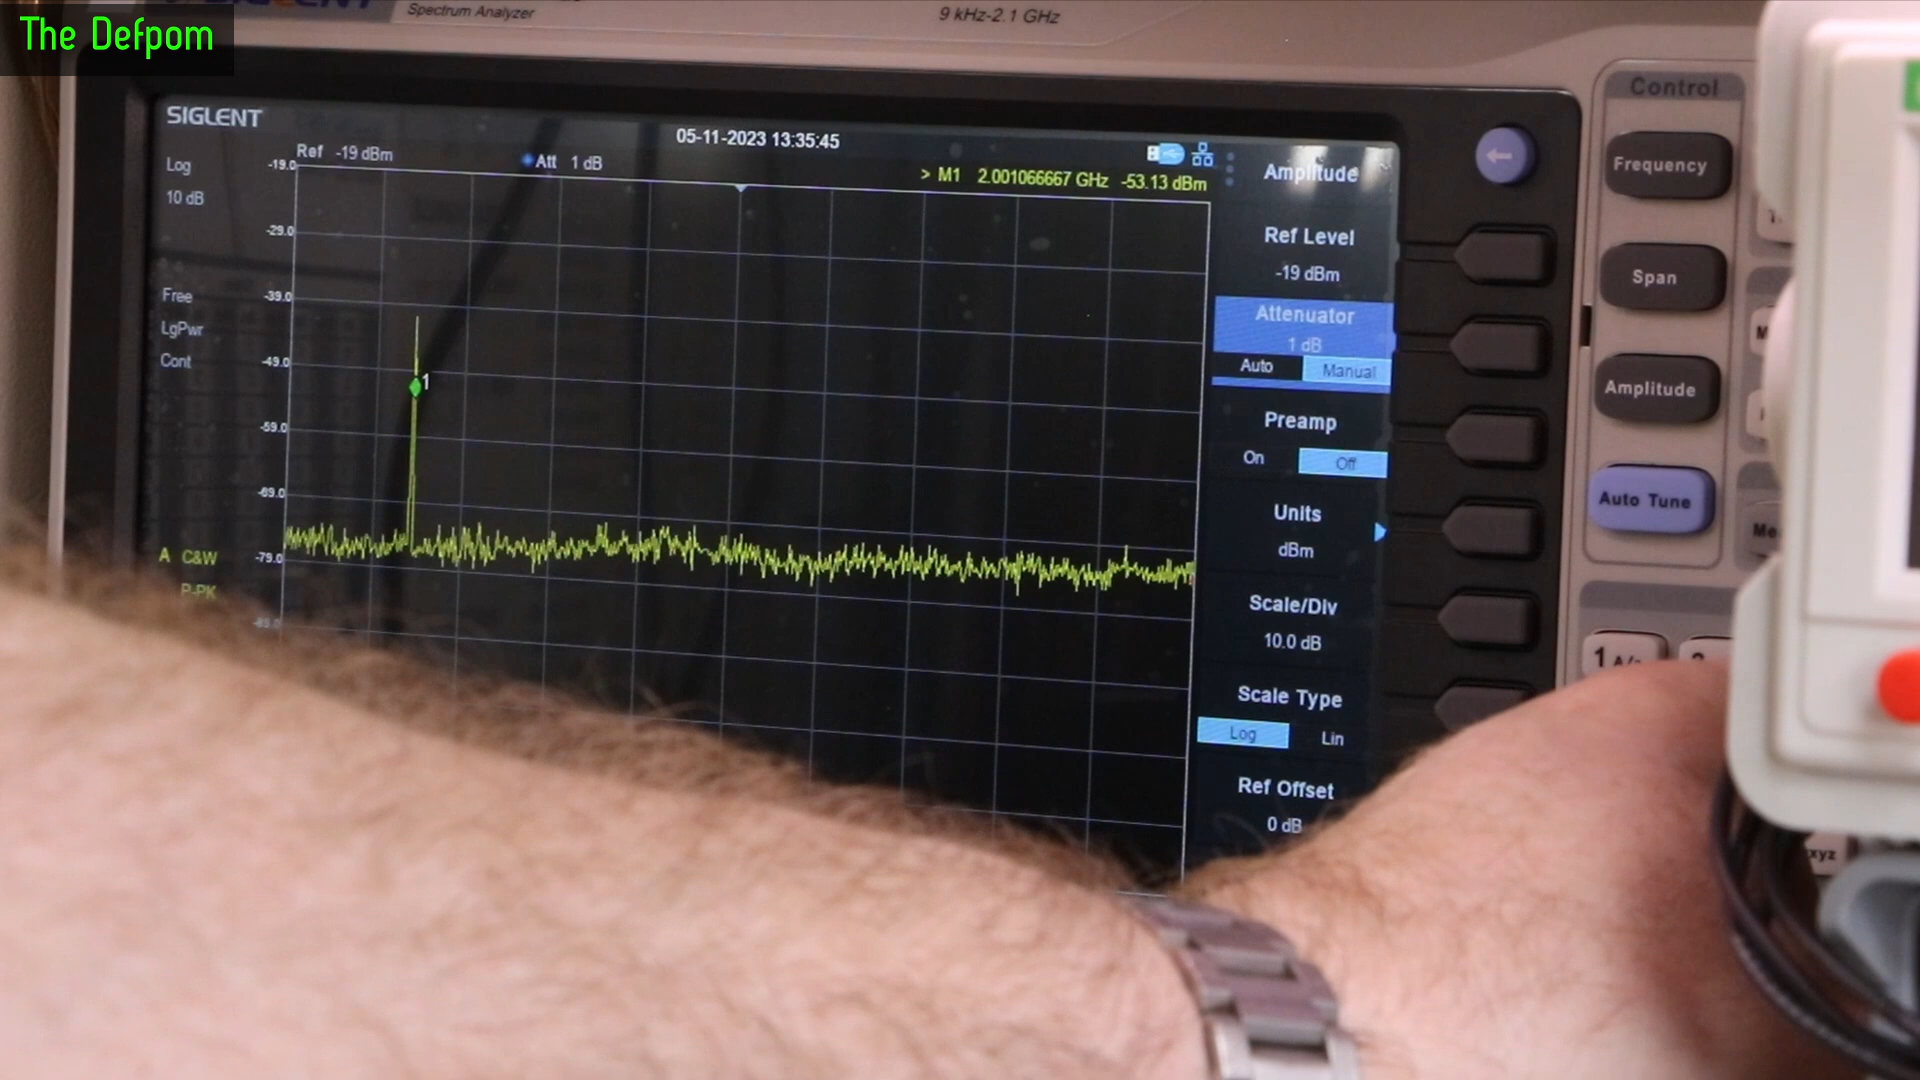 The Defpom
SIGLENT
Spectrum Analyzer
9 kHz-2.1 GHz
SIGLENT
05-11-2023 13:35:45
Log
10 dB
Ref -19 dBm
Att 1 dB
> M1 2.001066667 GHz -53.13 dBm
-19.0
-29.0
-39.0
-49.0
-59.0
-69.0
-79.0
1
Free
LgPwr
Cont
A C&W
P-PK
Amplitude
Ref Level
-19 dBm
Attenuator
1 dB
Auto Manual
Preamp
On Off
Units
dBm
Scale/Div
10.0 dB
Scale Type
Log Lin
Ref Offset
0 dB
Control
Frequency
Span
Amplitude
Auto Tune
1
xyz